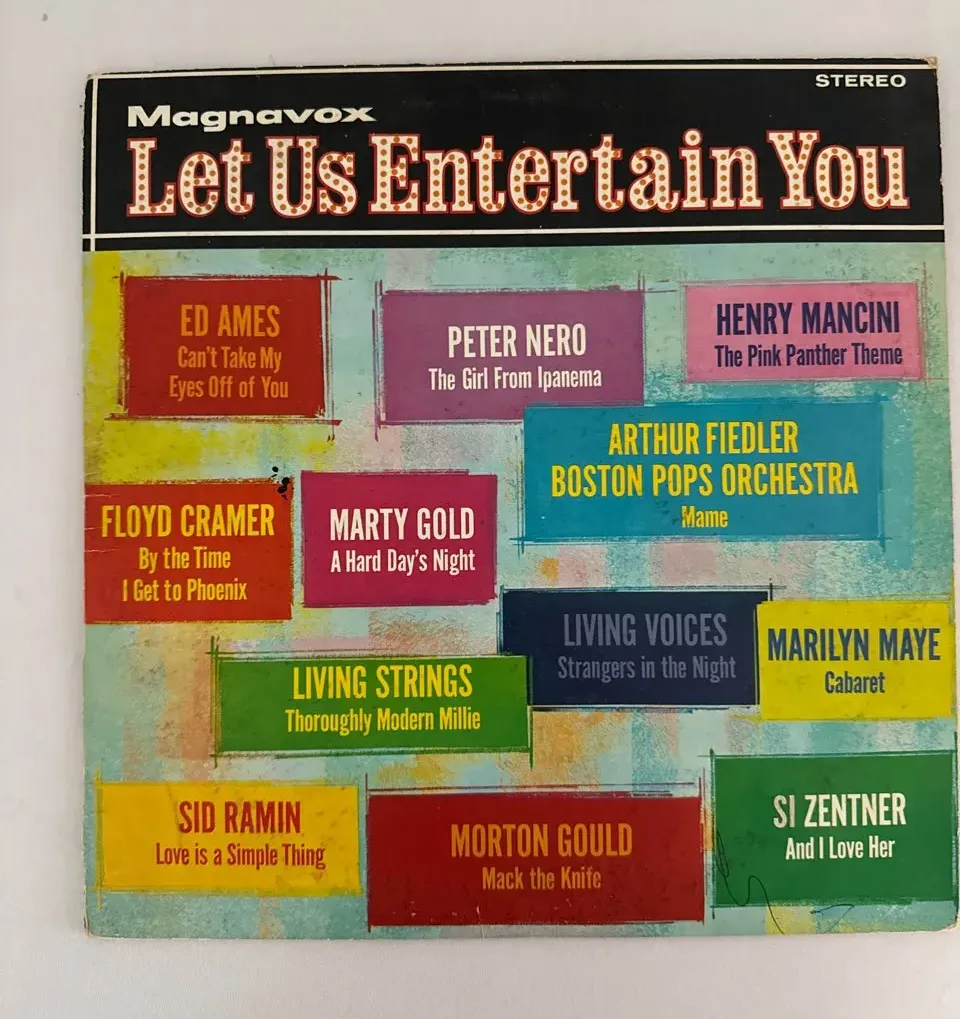 STEREO
Magnavox
Let Us Entertain You
ED AMES
Can't Take My
Eyes Off of You
PETER NERO
The Girl From Ipanema
HENRY MANCINI
The Pink Panther Theme
ARTHUR FIEDLER
BOSTON POPS ORCHESTRA
Mame
FLOYD CRAMER
By the Time
I Get to Phoenix
MARTY GOLD
A Hard Day's Night
LIVING VOICES
Strangers in the Night
MARILYN MAYE
Cabaret
LIVING STRINGS
Thoroughly Modern Millie
SID RAMIN
Love is a Simple Thing
MORTON GOULD
Mack the Knife
SI ZENTNER
And I Love Her